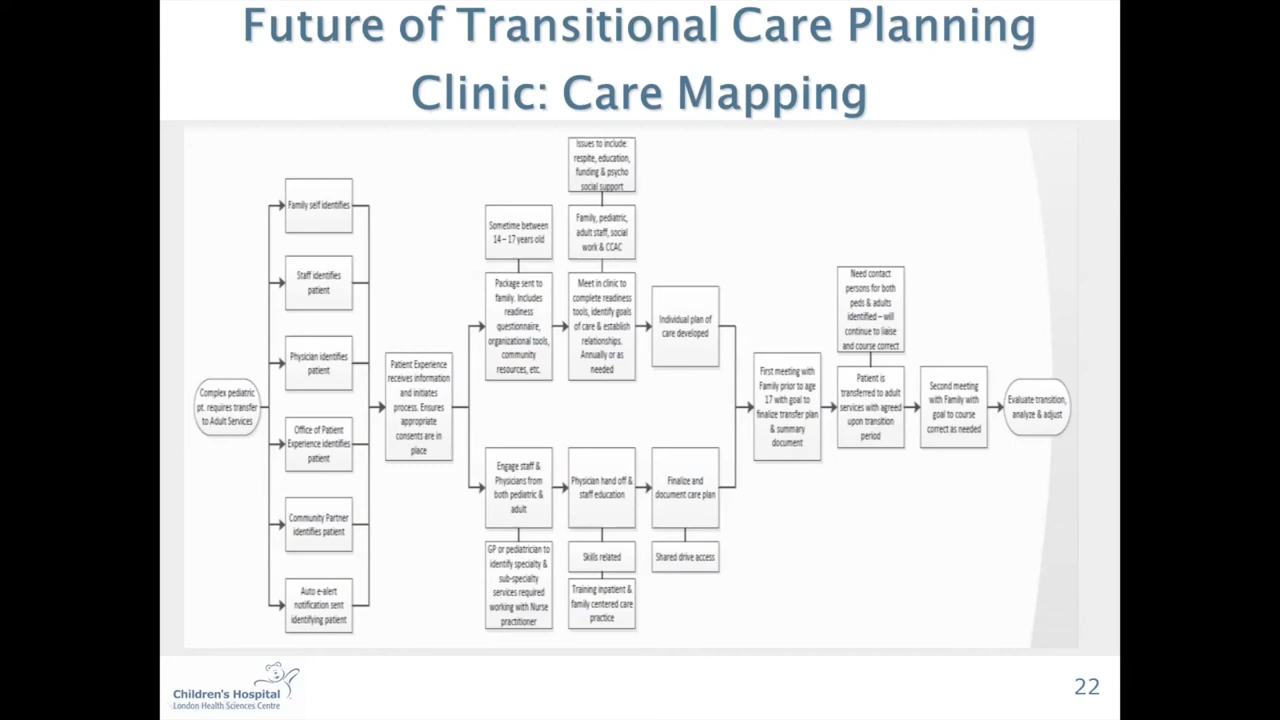 Future of Transitional Care Planning
Clinic: Care Mapping
Complex pediatric
pt. requires transfer
to Adult Services
Family self identifies
Staff identifies
patient
Physician identifies
patient
Office of Patient
Experience identifies
patient
Community Partner
identifies patient
Auto e-alert
notification sent
identifying patient
Patient Experience
receives information
and initiates
process. Ensures
appropriate
consents are in
place
Sometime between
14 – 17 years old
Package sent to
family. Includes
readiness
questionnaire,
organizational tools,
community
resources, etc.
Issues to include:
respite, education,
funding & psycho
social support
Family, pediatric,
adult staff, social
work & CCAC
Meet in clinic to
complete readiness
tools, identify goals
of care & establish
relationships.
Annually or as
needed
Individual plan of
care developed
Engage staff &
Physicians from
both pediatric &
adult
GP or pediatrician to
identify specialty &
sub-specialty
services required
working with Nurse
practitioner
Physician hand off &
staff education
Skills related
Training inpatient &
family centered care
practice
Finalize and
document care plan
Shared drive access
First meeting with
Family prior to age
17 with goal to
finalize transfer plan
& summary
document
Need contact
persons for both
peds & adults
identified – will
continue to liaise
and course correct
Patient is
transferred to adult
services with agreed
upon transition
period
Second meeting
with Family with
goal to course
correct as needed
Evaluate transition,
analyze & adjust
Children's Hospital
London Health Sciences Centre
22